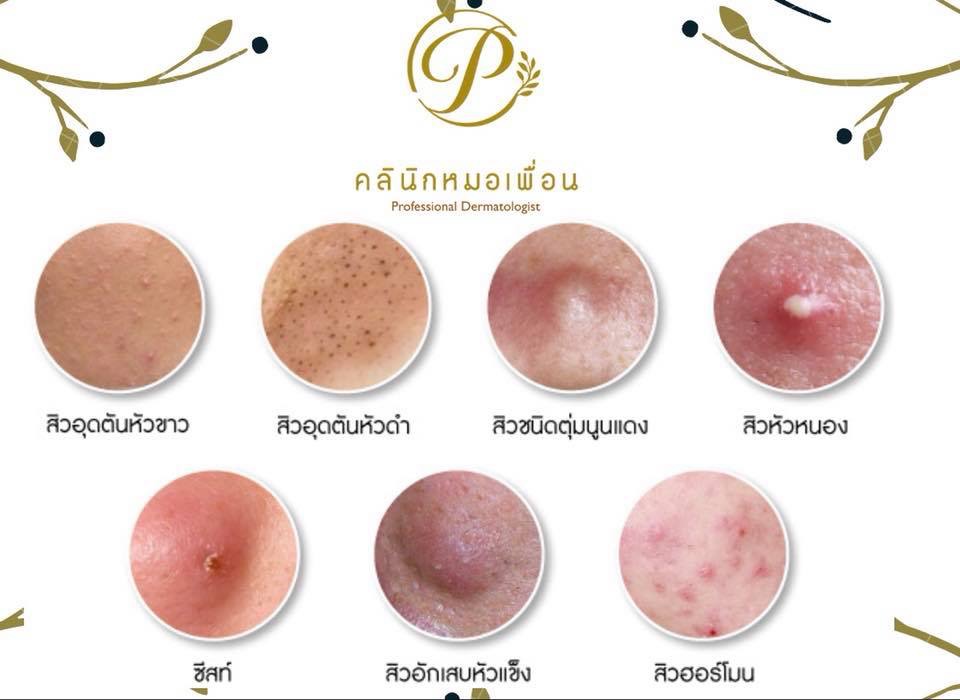 P
คลินิกหมอเพื่อน
Professional Dermatologist
สิวอุดตันหัวขาว
สิวอุดตันหัวดำ
สิวชนิดตุ่มนูนแดง
สิวหัวหนอง
ซีสท์
สิวอักเสบหัวแข็ง
สิวฮอร์โมน